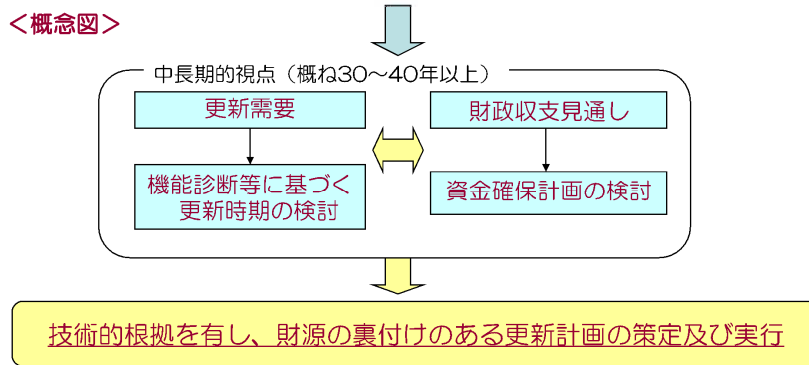 ＜概念図＞
中長期的視点（概ね30～40年以上）
更新需要
財政収支見通し
機能診断等に基づく
更新時期の検討
資金確保計画の検討
技術的根拠を有し、財源の裏付けのある更新計画の策定及び実行